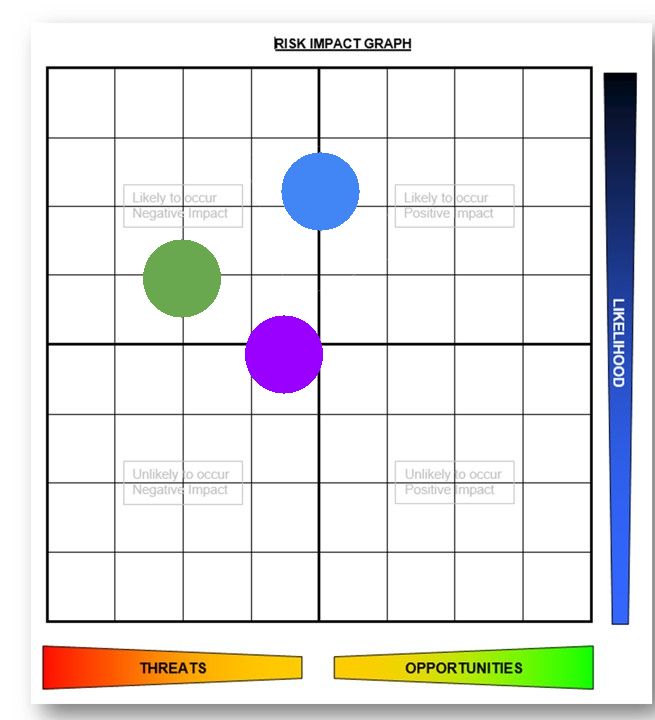 RISK IMPACT GRAPH
Likely to occur
Negative Impact
Likely to occur
Positive Impact
LIKELIHOOD
Unlikely to occur
Negative Impact
Unlikely to occur
Positive Impact
THREATS
OPPORTUNITIES